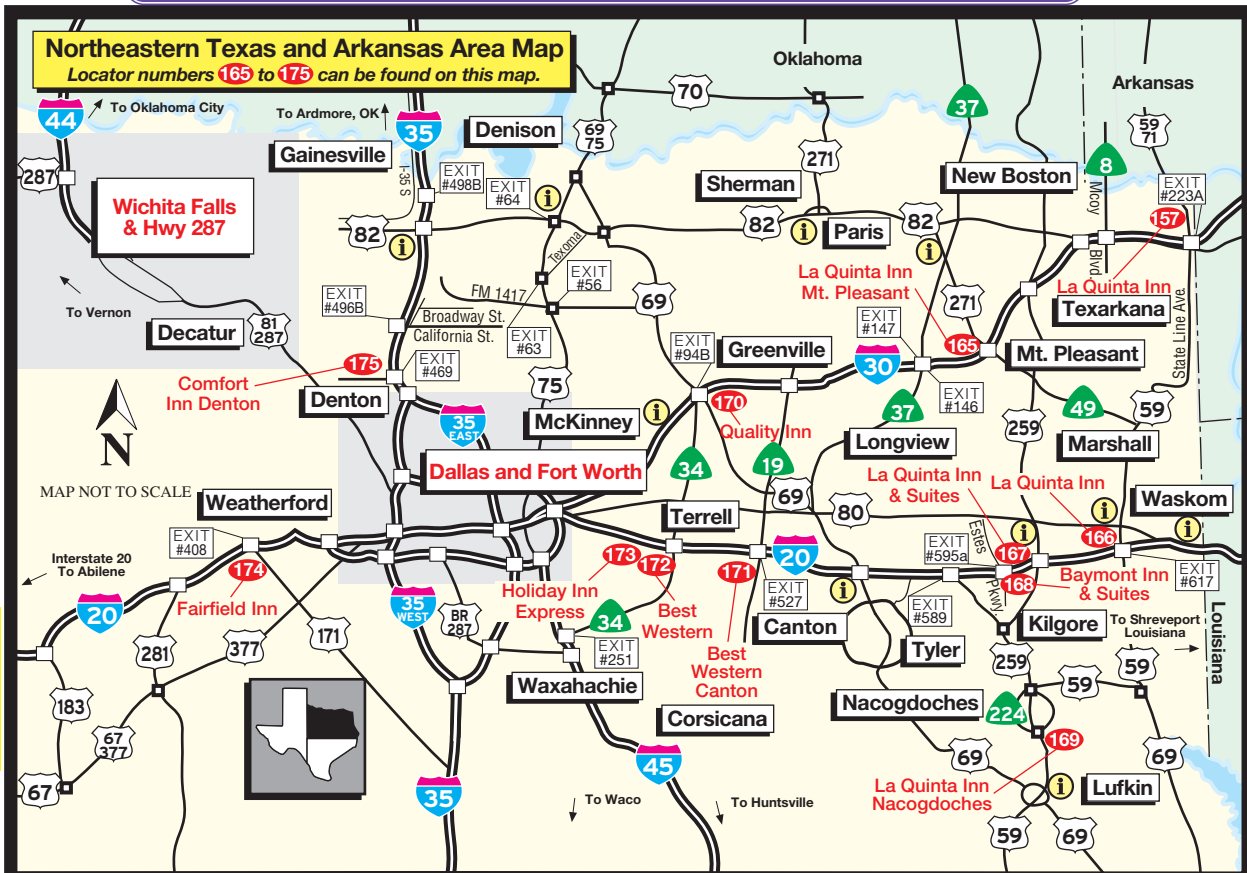 Northeastern Texas and Arkansas Area Map
Locator numbers 165 to 175 can be found on this map.
Oklahoma
Arkansas
To Oklahoma City
To Ardmore, OK
44
35
Denison
69
75
70
37
59
71
Gainesville
I-35 S
EXIT
#498B
EXIT
#64
i
271
Sherman
New Boston
8
Mcoy
Blvd.
EXIT
#223A
287
Wichita Falls
& Hwy 287
82
i
Texoma
82
i
Paris
82
i
157
La Quinta Inn
Texarkana
La Quinta Inn
Mt. Pleasant
To Vernon
EXIT
#56
FM 1417
69
271
State Line Ave.
Decatur
81
287
EXIT
#496B
Broadway St.
California St.
EXIT
#63
EXIT
#147
165
Mt. Pleasant
175
Comfort
Inn Denton
EXIT
#469
EXIT
#94B
Greenville
30
Denton
35
EAST
75
McKinney
i
170
Quality Inn
37
EXIT
#146
49
59
N
MAP NOT TO SCALE
Dallas and Fort Worth
34
19
Longview
259
Marshall
La Quinta Inn
& Suites
La Quinta Inn
Weatherford
69
80
Waskom
Terrell
EXIT
#408
Interstate 20
To Abilene
174
Fairfield Inn
173
Holiday Inn
Express
172
Best
Western
171
Best
Western
Canton
20
EXIT
#527
i
EXIT
#595a
Estes
Pkwy
167
i
168
166
i
i
Baymont Inn
& Suites
EXIT
#617
20
35
WEST
BR
287
34
EXIT
#251
Canton
EXIT
#589
Tyler
Kilgore
To Shreveport
Louisiana
Louisiana
281
377
171
Waxahachie
Corsicana
259
59
59
183
67
377
Nacogdoches
224
169
69
La Quinta Inn
Nacogdoches
69
67
35
45
To Waco
To Huntsville
i
Lufkin
59
69